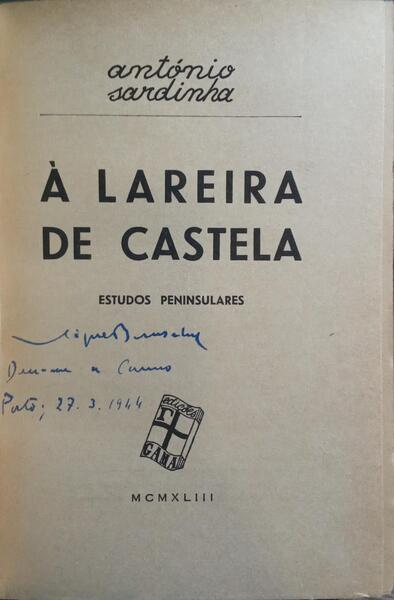 antónio
sardinha
À LAREIRA
DE CASTELA
ESTUDOS PENINSULARES
Porto, 27.3.1944
edições
GAMA
MCMXLIII